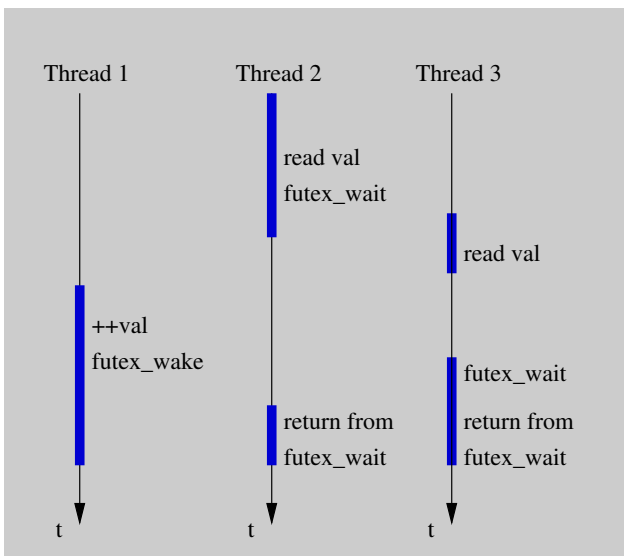 Thread 1
Thread 2
Thread 3
read val
futex_wait
read val
++val
futex_wake
futex_wait
return from
futex_wait
return from
futex_wait
t
t
t